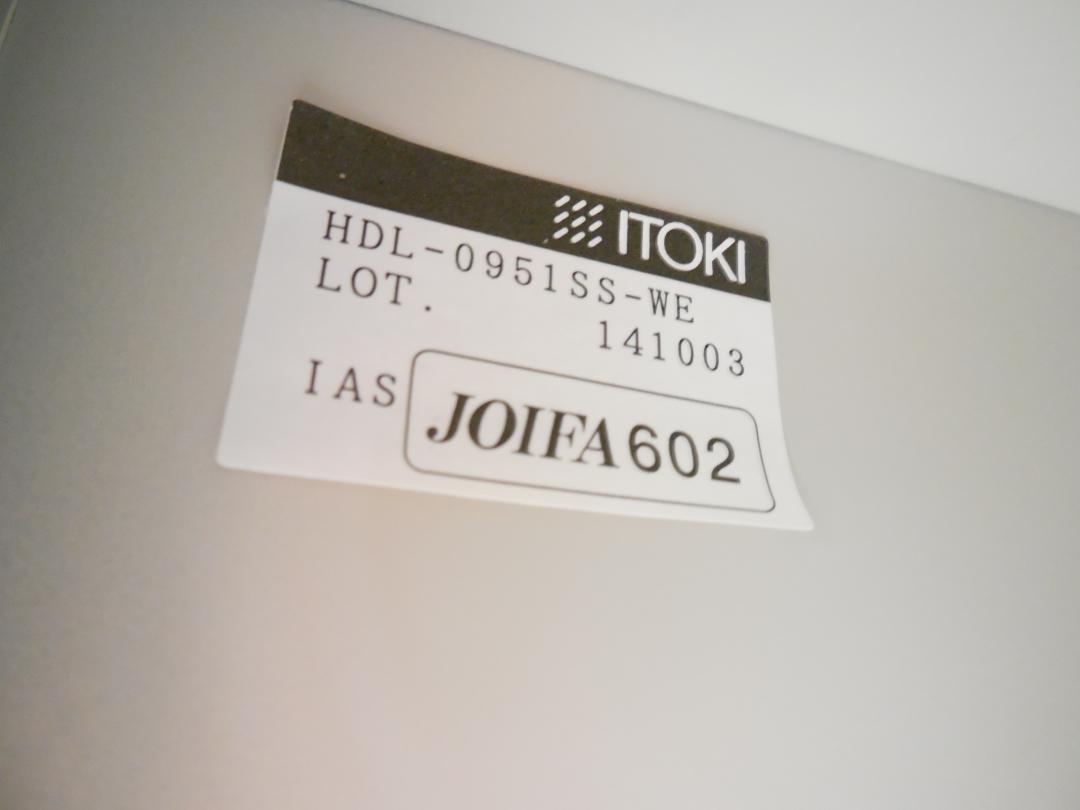 ITOKI
HDL-0951SS-WE
LOT. 141003
IAS JOIFA602